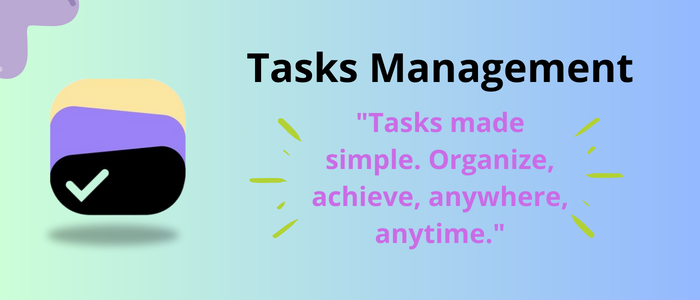 Tasks Management
"Tasks made
simple. Organize,
achieve, anywhere,
anytime."